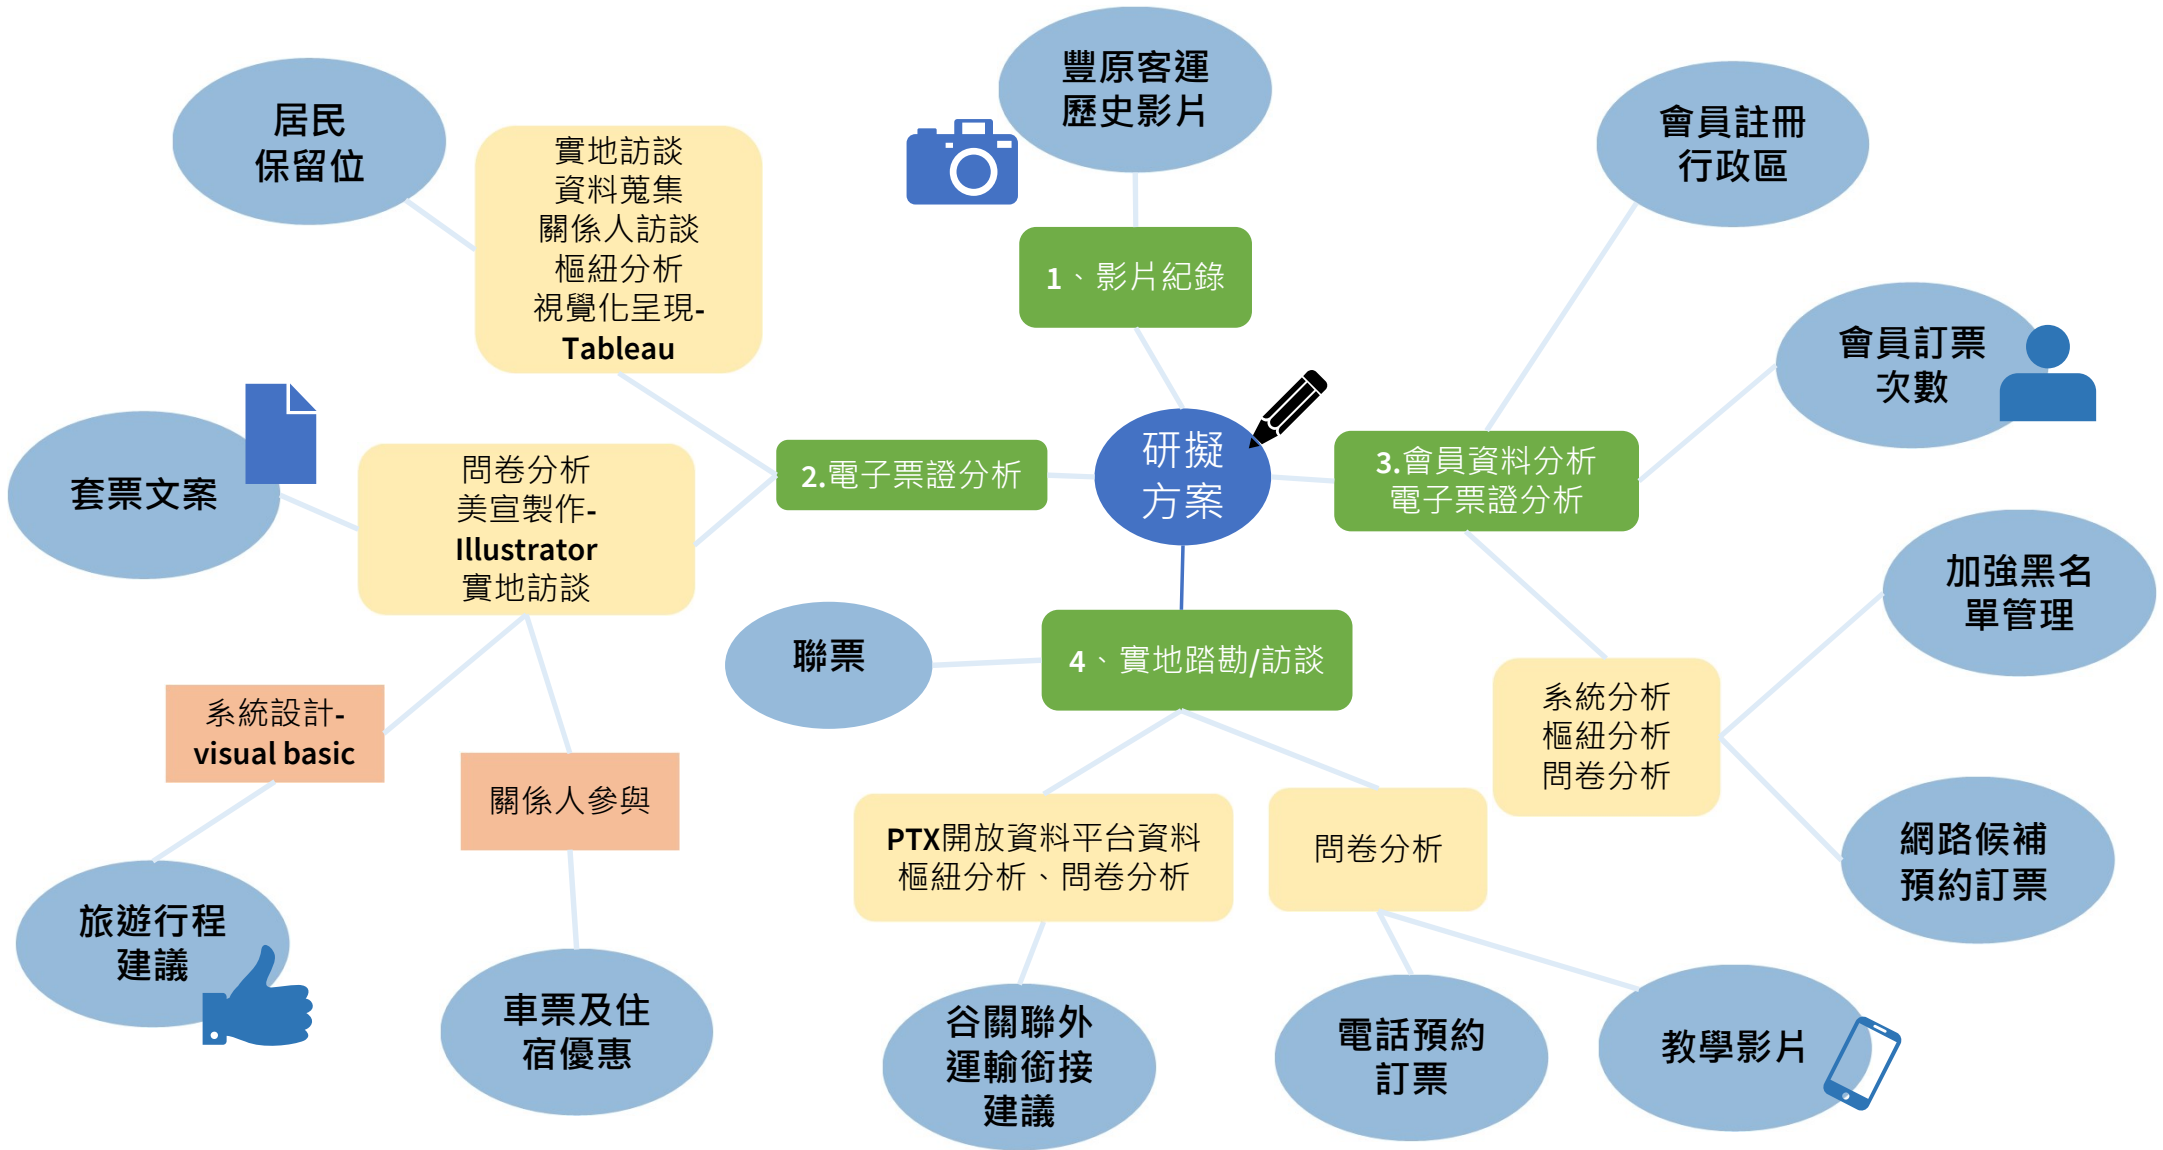 豐原客運
歷史影片
居民
保留位
會員註冊
行政區
實地訪談
資料蒐集
關係人訪談
樞紐分析
視覺化呈現-
Tableau
1、影片紀錄
會員訂票
次數
套票文案
問卷分析
美宣製作-
Illustrator
實地訪談
2.電子票證分析
研擬
方案
3.會員資料分析
電子票證分析
加強黑名
單管理
聯票
4、實地踏勘/訪談
系統設計-
visual basic
關係人參與
系統分析
樞紐分析
問卷分析
PTX開放資料平台資料
樞紐分析、問卷分析
問卷分析
網路候補
預約訂票
旅遊行程
建議
車票及住
宿優惠
谷關聯外
運輸銜接
建議
電話預約
訂票
教學影片